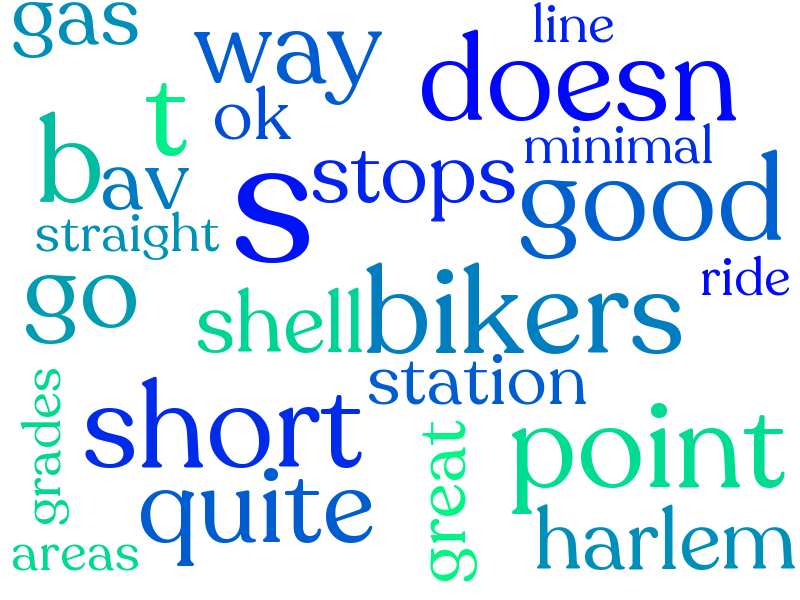 gas
way
line
doesn
t
ok
b
av
minimal
s
stops
good
straight
go
ride
shell
bikers
station
grades
short
great
point
quite
harlem
areas